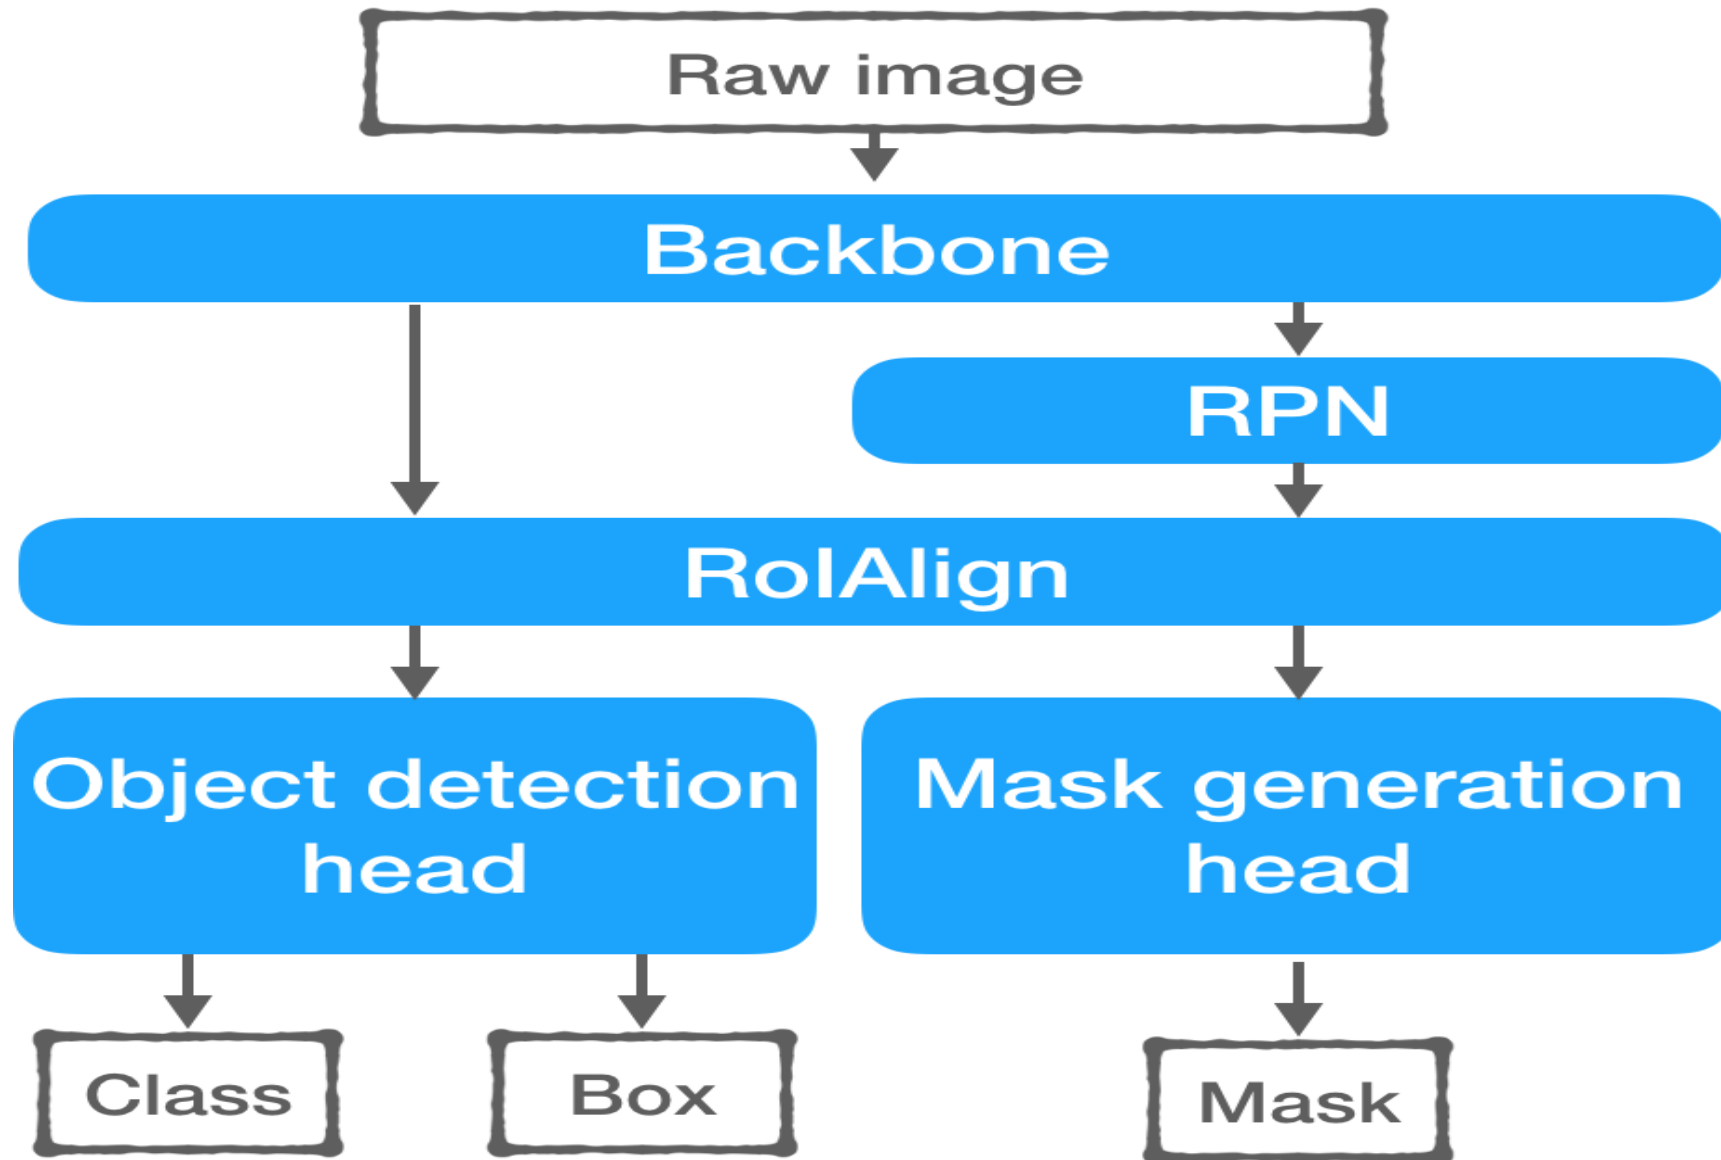 Raw image
Backbone
RPN
RoIAlign
Object detection
head
Mask generation
head
Class
Box
Mask